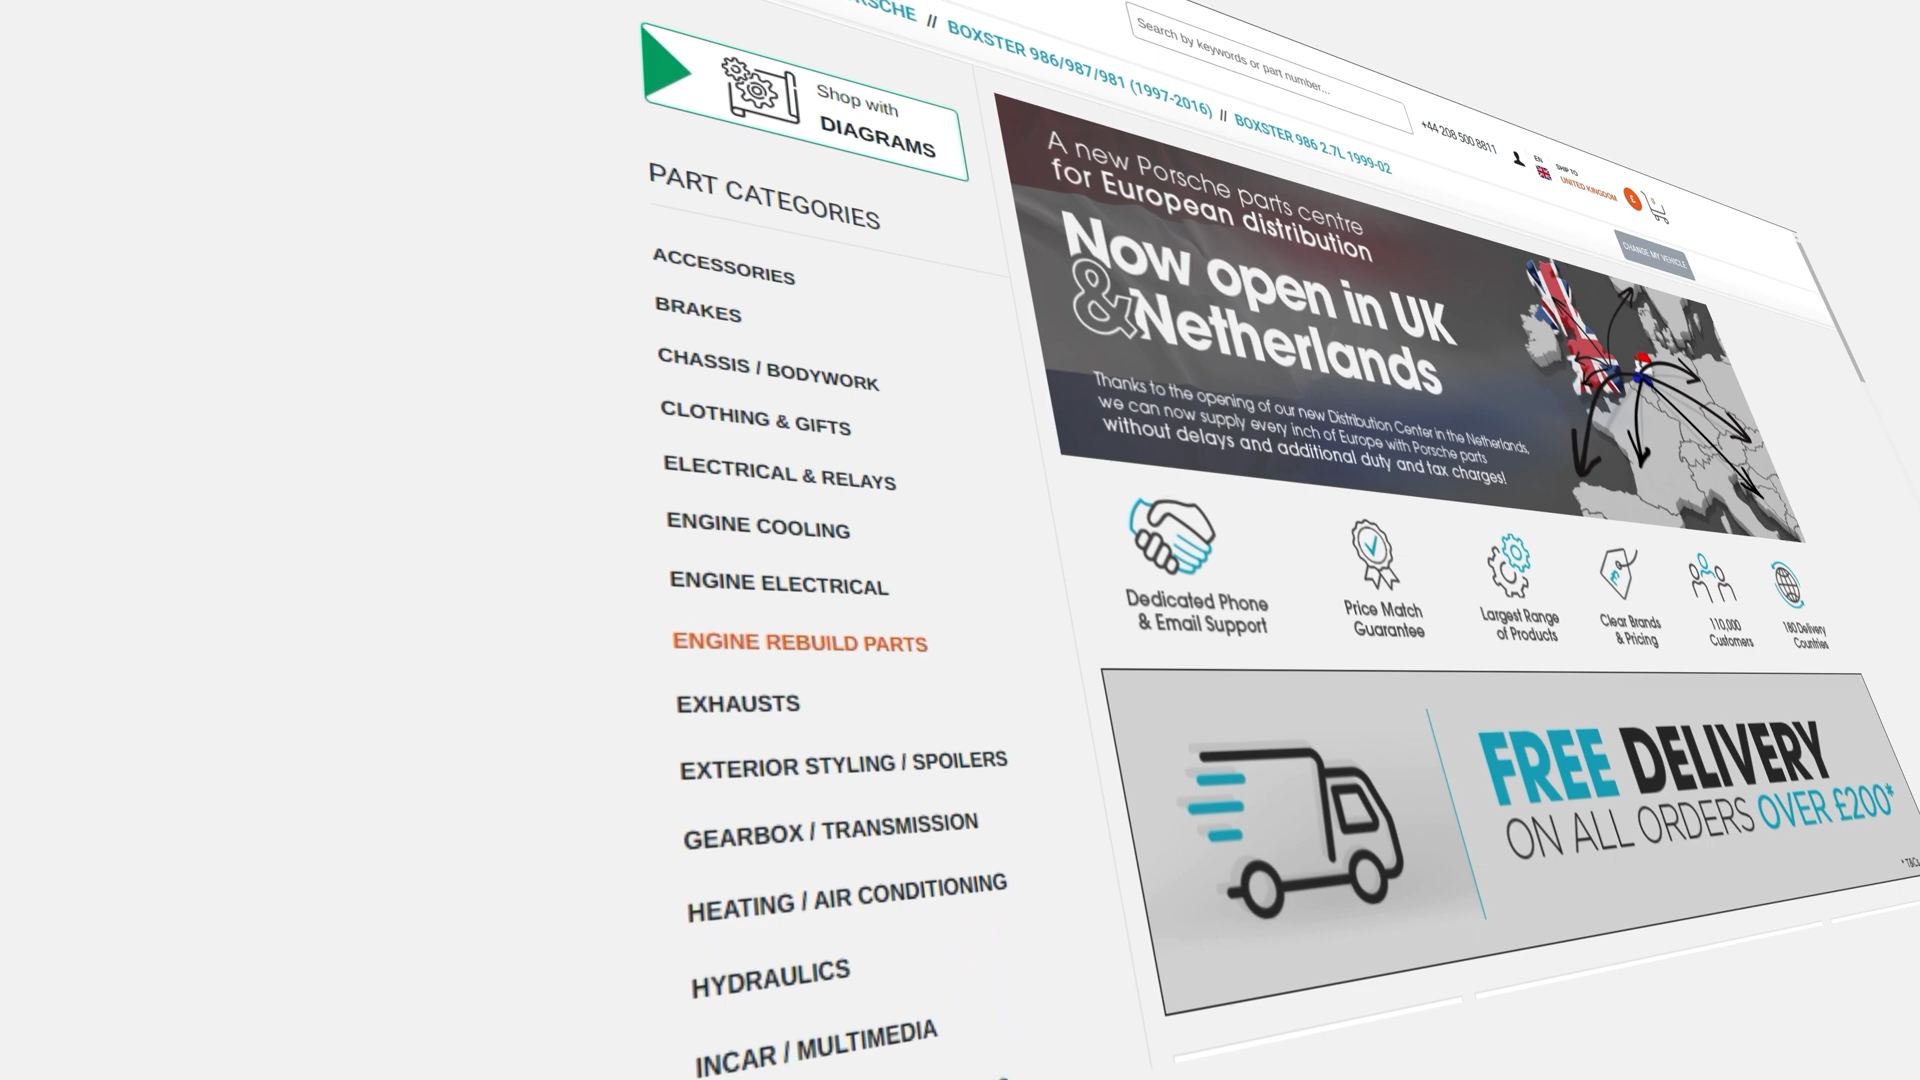 Search by keywords or part number...
+44 208 500 8811
EN
SHIP TO
UNITED KINGDOM
£
// BOXSTER 986/987/981 (1997-2016) // BOXSTER 986 2.7L 1999-02
CHANGE MY VEHICLE
Shop with
DIAGRAMS
PART CATEGORIES
ACCESSORIES
BRAKES
CHASSIS / BODYWORK
CLOTHING & GIFTS
ELECTRICAL & RELAYS
ENGINE COOLING
ENGINE ELECTRICAL
ENGINE REBUILD PARTS
EXHAUSTS
EXTERIOR STYLING / SPOILERS
GEARBOX / TRANSMISSION
HEATING / AIR CONDITIONING
HYDRAULICS
INCAR / MULTIMEDIA
A new Porsche parts centre
for European distribution
Now open in UK
& Netherlands
Thanks to the opening of our new Distribution Center in the Netherlands,
we can now supply every inch of Europe with Porsche parts
without delays and additional duty and tax charges!
Dedicated Phone
& Email Support
Price Match
Guarantee
Largest Range
of Products
Clear Brands
& Pricing
110,000
Customers
180 Delivery
Countries
FREE DELIVERY
ON ALL ORDERS OVER £200*